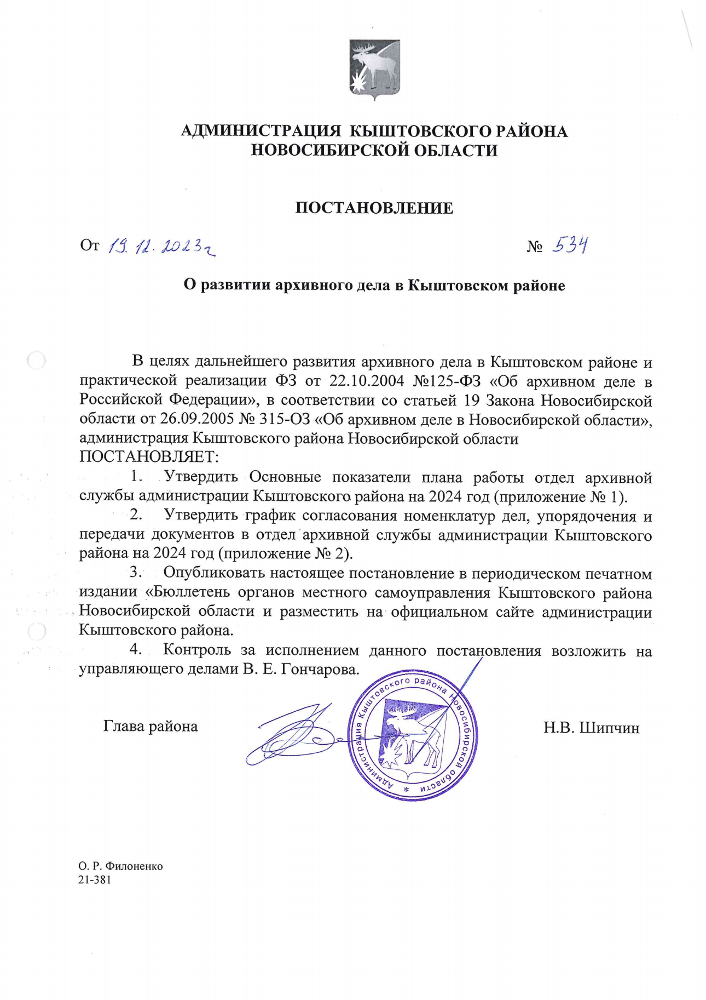 АДМИНИСТРАЦИЯ КЫШТОВСКОГО РАЙОНА
НОВОСИБИРСКОЙ ОБЛАСТИ
ПОСТАНОВЛЕНИЕ
От 19.12.2023г № 534
О развитии архивного дела в Кыштовском районе
В целях дальнейшего развития архивного дела в Кыштовском районе и
практической реализации ФЗ от 22.10.2004 №125-ФЗ «Об архивном деле в
Российской Федерации», в соответствии со статьей 19 Закона Новосибирской
области от 26.09.2005 № 315-ОЗ «Об архивном деле в Новосибирской области»,
администрация Кыштовского района Новосибирской области
ПОСТАНОВЛЯЕТ:
1. Утвердить Основные показатели плана работы отдел архивной
службы администрации Кыштовского района на 2024 год (приложение № 1).
2. Утвердить график согласования номенклатур дел, упорядочения и
передачи документов в отдел архивной службы администрации Кыштовского
района на 2024 год (приложение № 2).
3. Опубликовать настоящее постановление в периодическом печатном
издании «Бюллетень органов местного самоуправления Кыштовского района
Новосибирской области и разместить на официальном сайте администрации
Кыштовского района.
4. Контроль за исполнением данного постановления возложить на
управляющего делами В. Е. Гончарова.
Глава района Н.В. Шипчин
Администрация Кыштовского района Новосибирской области *
О. Р. Филоненко
21-381